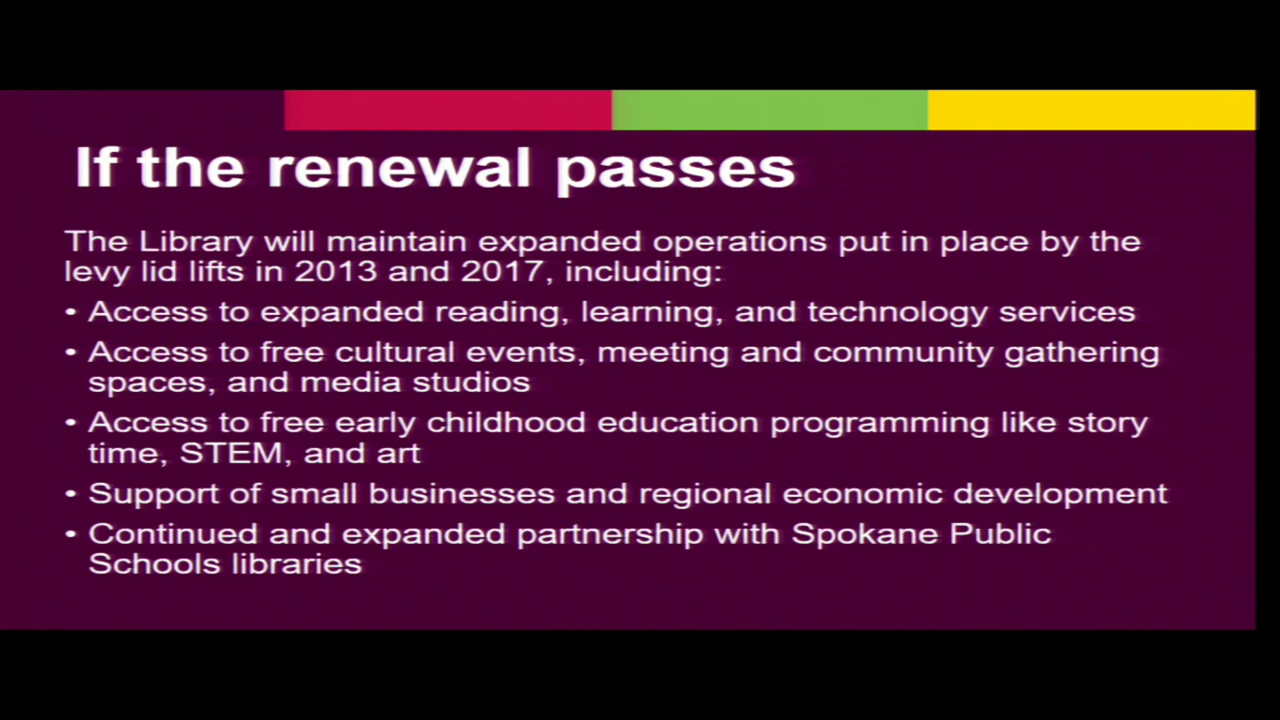 If the renewal passes
The Library will maintain expanded operations put in place by the
levy lid lifts in 2013 and 2017, including:
• Access to expanded reading, learning, and technology services
• Access to free cultural events, meeting and community gathering
spaces, and media studios
• Access to free early childhood education programming like story
time, STEM, and art
• Support of small businesses and regional economic development
• Continued and expanded partnership with Spokane Public
Schools libraries